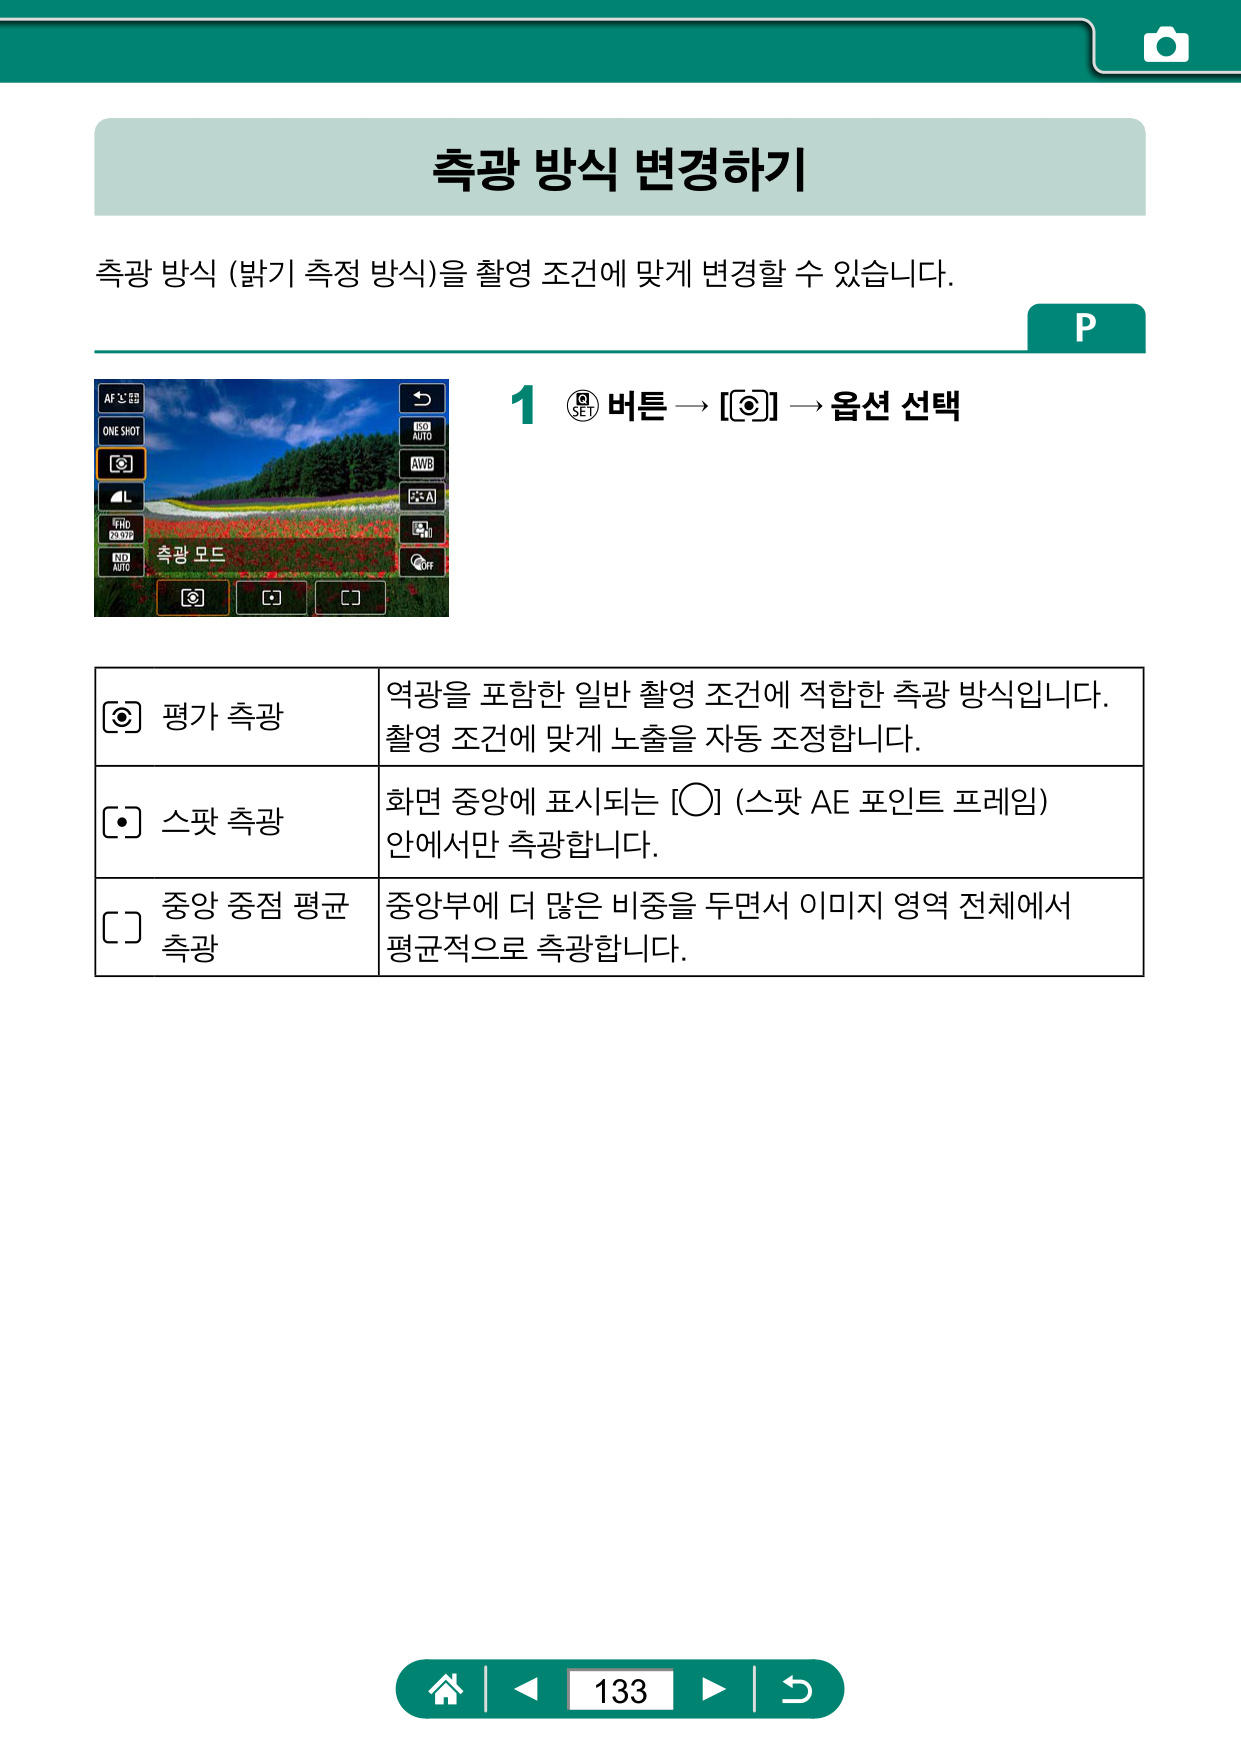 측광 방식 변경하기
측광 방식 (밝기 측정 방식)을 촬영 조건에 맞게 변경할 수 있습니다.
P
AF
ONE SHOT
L
FHD
29.97P
ND
AUTO
ISO
AUTO
AWB
A
OFF
측광 모드
1 Q SET 버튼 → [ ] → 옵션 선택
평가 측광
역광을 포함한 일반 촬영 조건에 적합한 측광 방식입니다.
촬영 조건에 맞게 노출을 자동 조정합니다.
스팟 측광
화면 중앙에 표시되는 [◯] (스팟 AE 포인트 프레임)
안에서만 측광합니다.
중앙 중점 평균
측광
중앙부에 더 많은 비중을 두면서 이미지 영역 전체에서
평균적으로 측광합니다.
133